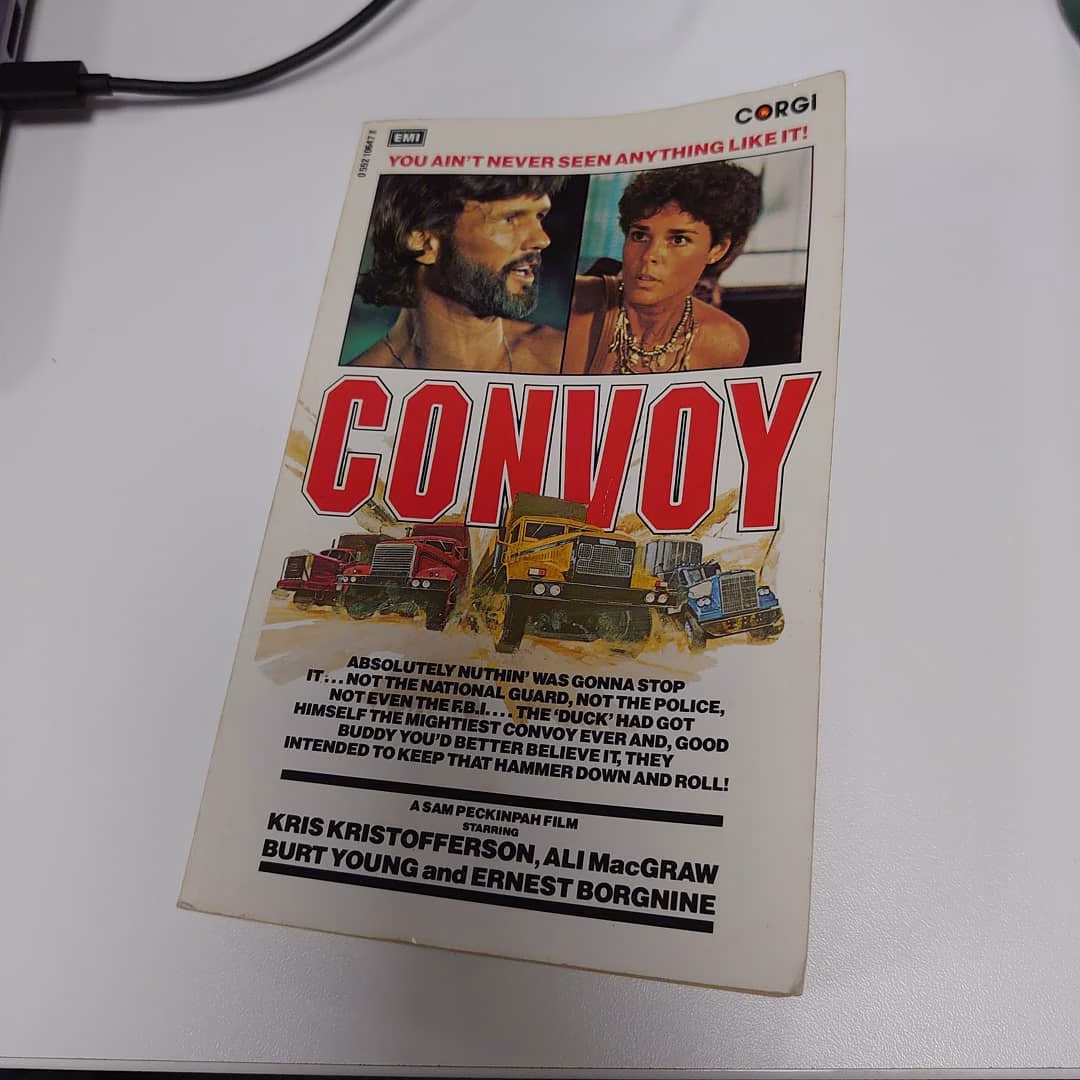 CORGI
EMI
0 552 10647 X
YOU AIN'T NEVER SEEN ANYTHING LIKE IT!
CONVOY
ABSOLUTELY NUTHIN' WAS GONNA STOP
IT.... NOT THE NATIONAL GUARD, NOT THE POLICE,
NOT EVEN THE F.B.I.... THE 'DUCK' HAD GOT
HIMSELF THE MIGHTIEST CONVOY EVER AND, GOOD
BUDDY YOU'D BETTER BELIEVE IT, THEY
INTENDED TO KEEP THAT HAMMER DOWN AND ROLL!
A SAM PECKINPAH FILM
STARRING
KRIS KRISTOFFERSON, ALI MacGRAW
BURT YOUNG and ERNEST BORGNINE